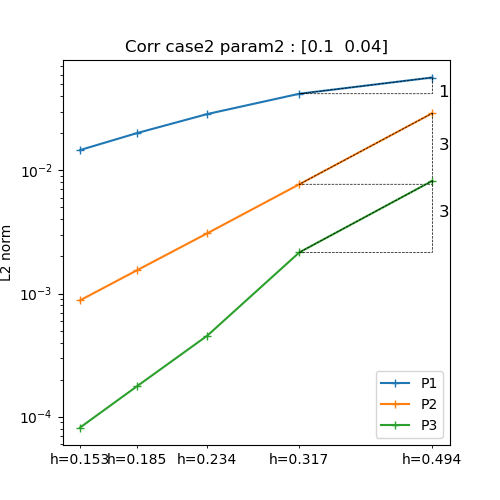 Corr case2 param2 : [0.1 0.04]
1
3
3
10⁻²
10⁻³
10⁻⁴
L2 norm
P1
P2
P3
h=0.153 h=0.185 h=0.234 h=0.317 h=0.494